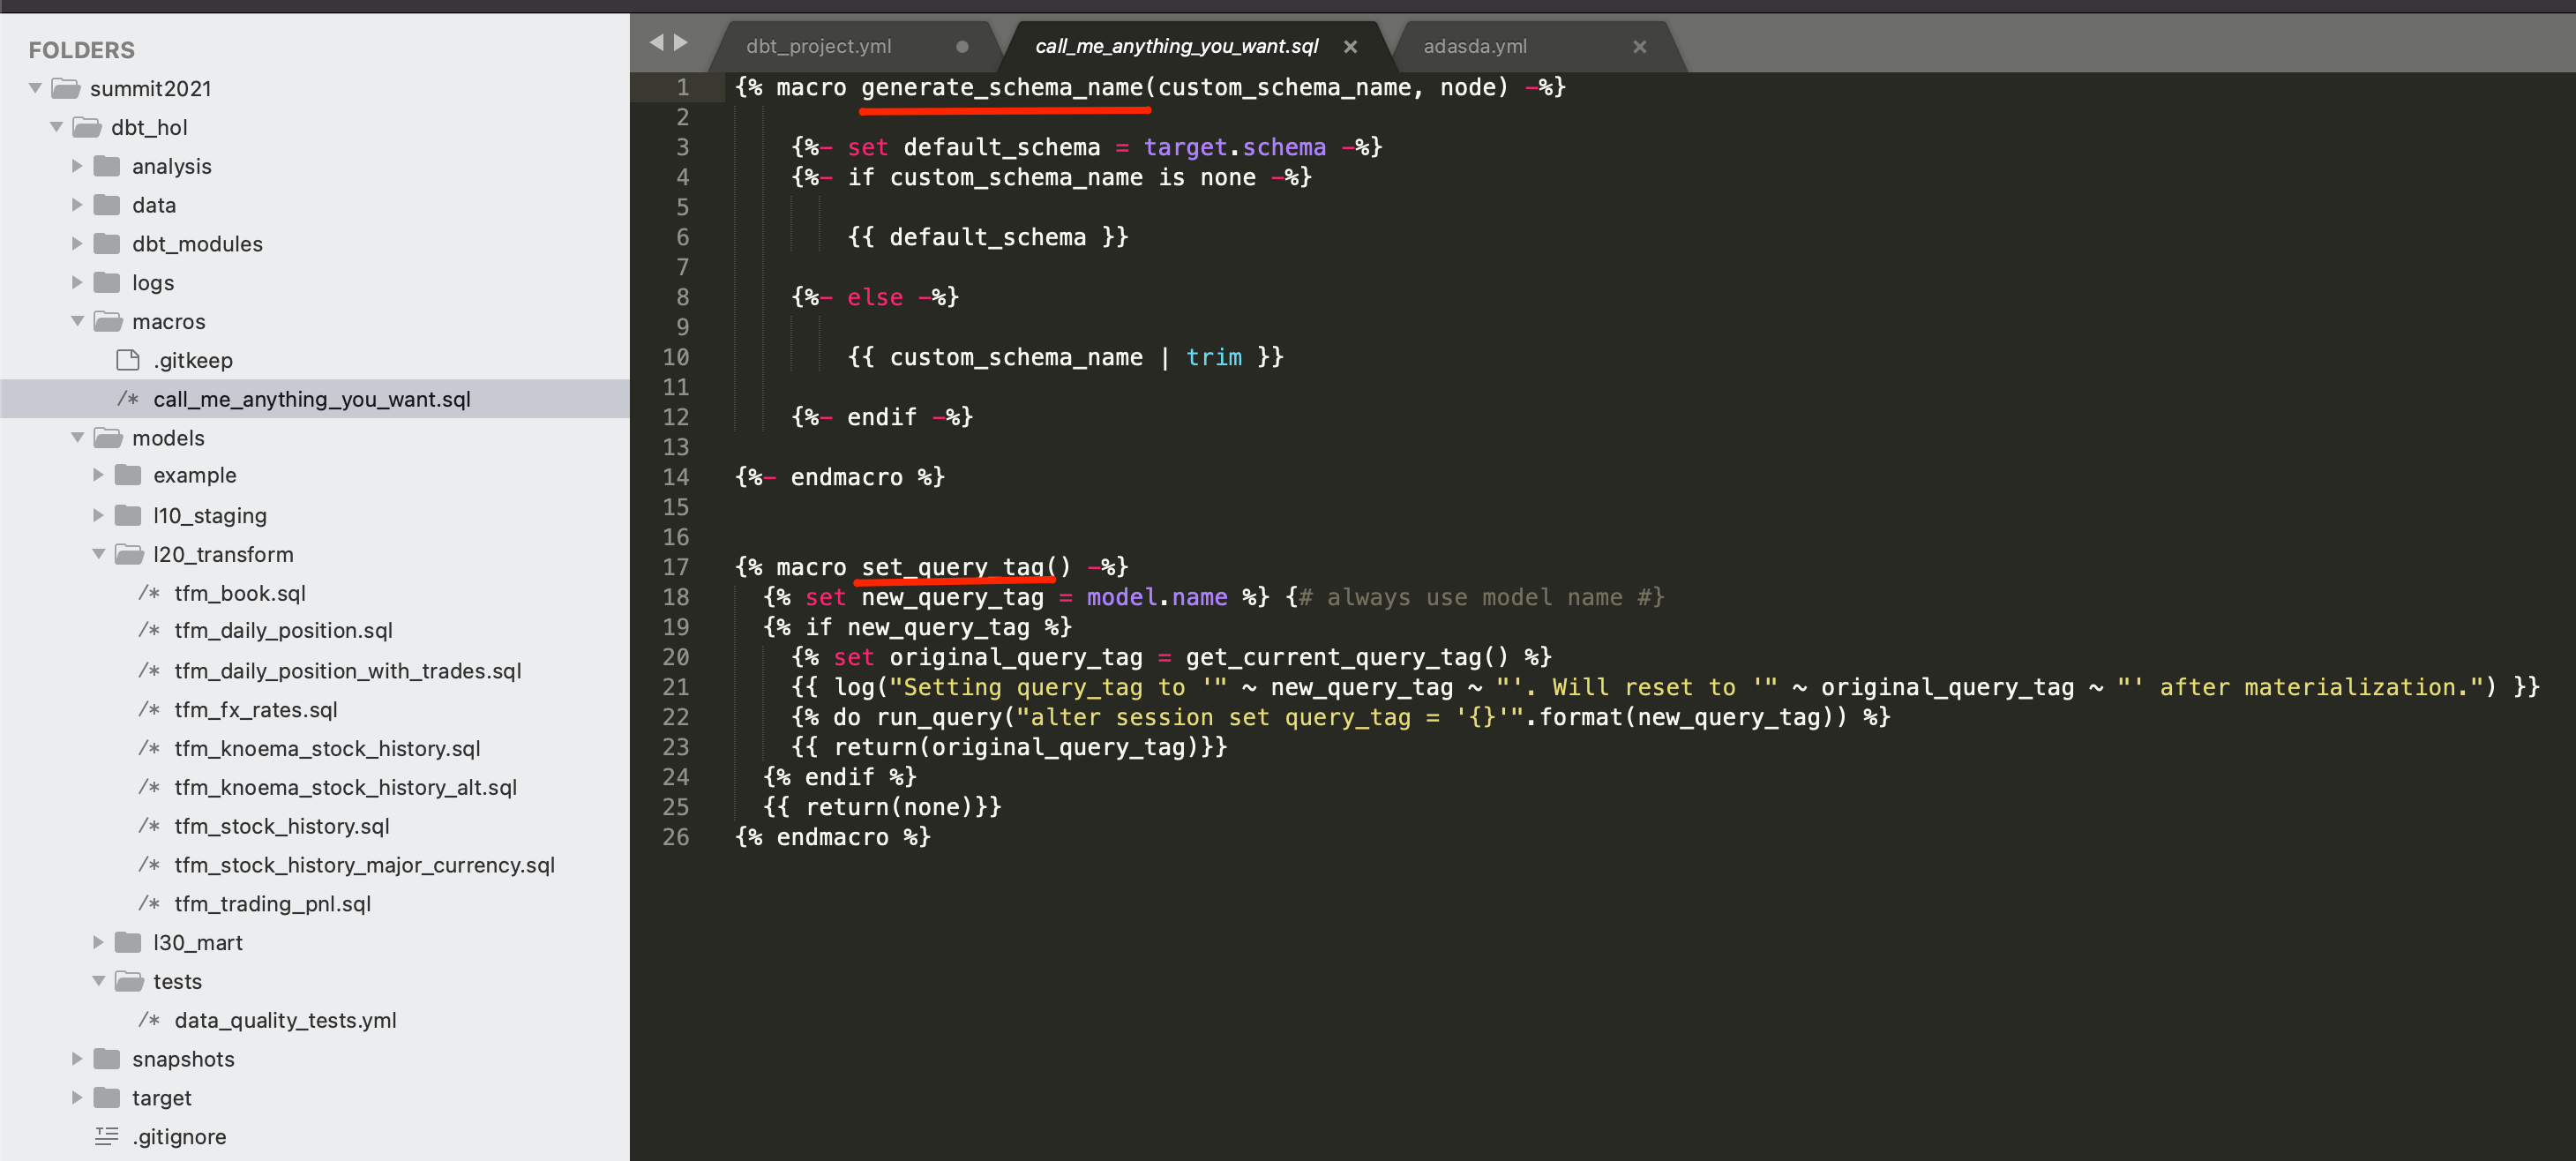 FOLDERS
summit2021
dbt_hol
analysis
data
dbt_modules
logs
macros
.gitkeep
/* call_me_anything_you_want.sql
models
example
l10_staging
l20_transform
/* tfm_book.sql
/* tfm_daily_position.sql
/* tfm_daily_position_with_trades.sql
/* tfm_fx_rates.sql
/* tfm_knoema_stock_history.sql
/* tfm_knoema_stock_history_alt.sql
/* tfm_stock_history.sql
/* tfm_stock_history_major_currency.sql
/* tfm_trading_pnl.sql
l30_mart
tests
/* data_quality_tests.yml
snapshots
target
.gitignore
dbt_project.yml
call_me_anything_you_want.sql
adasda.yml
1 {% macro generate_schema_name(custom_schema_name, node) -%}
2
3 {%- set default_schema = target.schema -%}
4 {%- if custom_schema_name is none -%}
5
6 {{ default_schema }}
7
8 {%- else -%}
9
10 {{ custom_schema_name | trim }}
11
12 {%- endif -%}
13
14 {%- endmacro %}
15
16
17 {% macro set_query_tag() -%}
18 {% set new_query_tag = model.name %} {# always use model name #}
19 {% if new_query_tag %}
20 {% set original_query_tag = get_current_query_tag() %}
21 {{ log("Setting query_tag to '" ~ new_query_tag ~ "'. Will reset to '" ~ original_query_tag ~ "' after materialization.") }}
22 {% do run_query("alter session set query_tag = '{}'".format(new_query_tag)) %}
23 {{ return(original_query_tag)}}
24 {% endif %}
25 {{ return(none)}}
26 {% endmacro %}